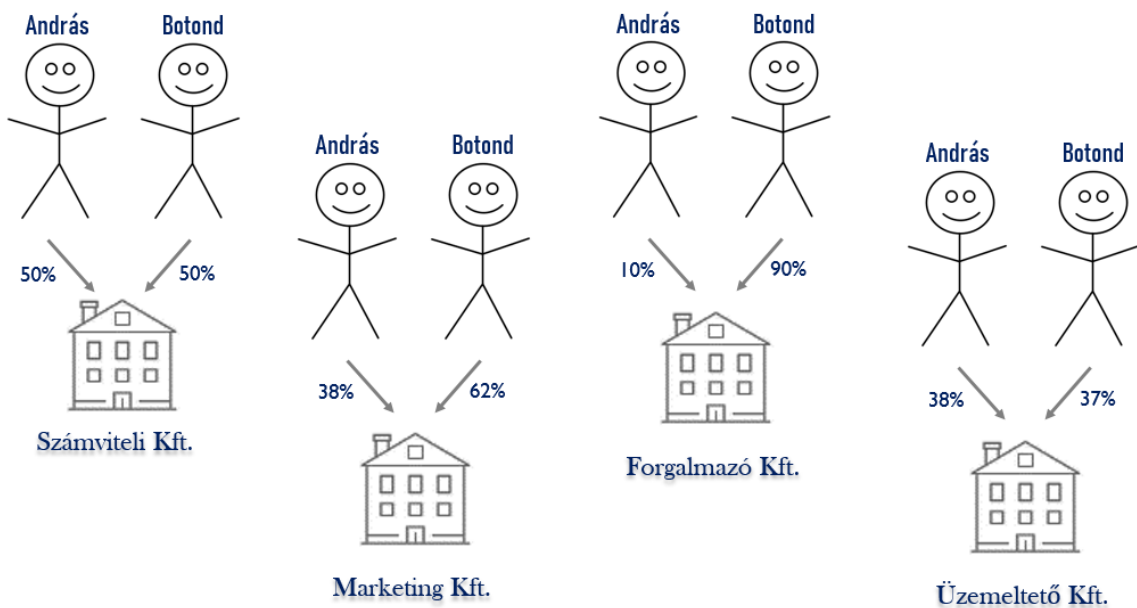 András Botond
50% 50%
Számviteli Kft.
András Botond
38% 62%
Marketing Kft.
András Botond
10% 90%
Forgalmazó Kft.
András Botond
38% 37%
Üzemeltető Kft.